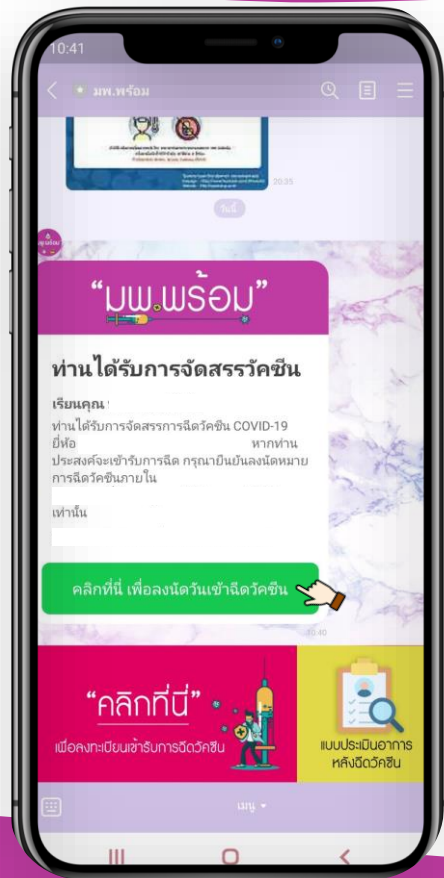 10:41
มพ.พร้อม
20:35
วันนี้
“มพ.พร้อม”
ท่านได้รับการจัดสรรวัคซีน
เรียนคุณ
ท่านได้รับการจัดสรรการฉีดวัคซีน COVID-19
ยี่ห้อ หากท่าน
ประสงค์จะเข้ารับการฉีด กรุณายืนยันลงนัดหมาย
การฉีดวัคซีนภายใน
เท่านั้น
คลิกที่นี่ เพื่อลงนัดวันเข้าฉีดวัคซีน
20:40
“คลิกที่นี่”
เพื่อลงทะเบียนเข้ารับการฉีดวัคซีน
แบบประเมินอาการ
หลังฉีดวัคซีน
เมนู